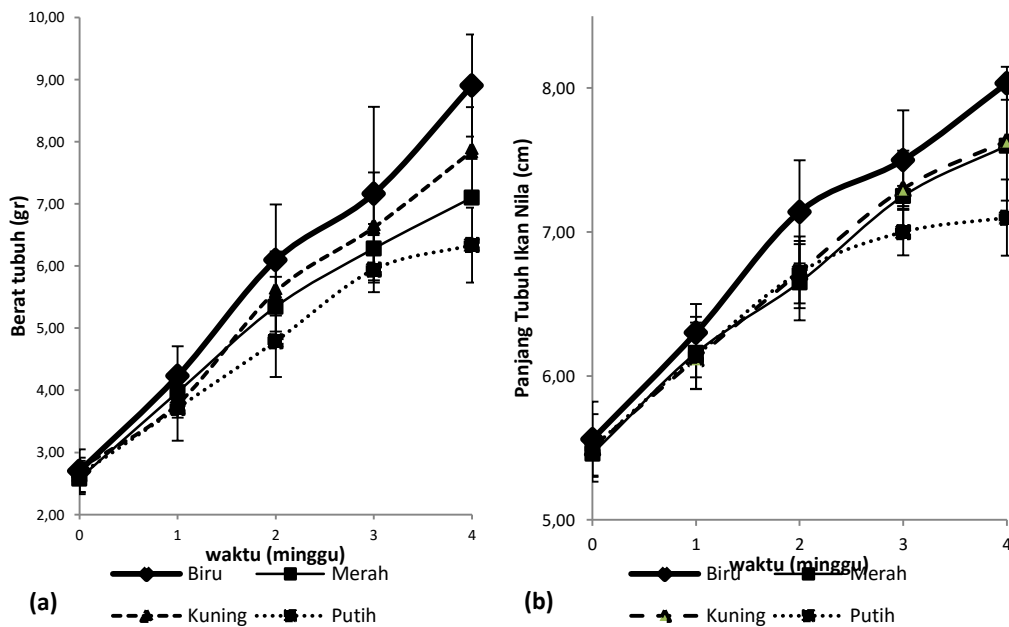 10,00
9,00
8,00
7,00
6,00
5,00
4,00
3,00
2,00
Berat tubuh (gr)
0 1 2 3 4
waktu (minggu)
Biru Merah
Kuning Putih
(a)
8,00
7,00
6,00
5,00
Panjang Tubuh Ikan Nila (cm)
0 1 2 3 4
waktu (minggu)
Biru Merah
Kuning Putih
(b)